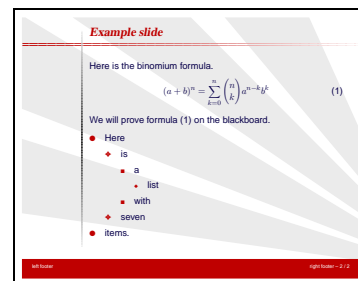 Example slide
Here is the binomium formula.
(a + b)^n = \sum_{k=0}^{n} \binom{n}{k} a^{n-k} b^k (1)
We will prove formula (1) on the blackboard.
Here
is
a
list
with
seven
items.
left footer right footer – 2 / 2